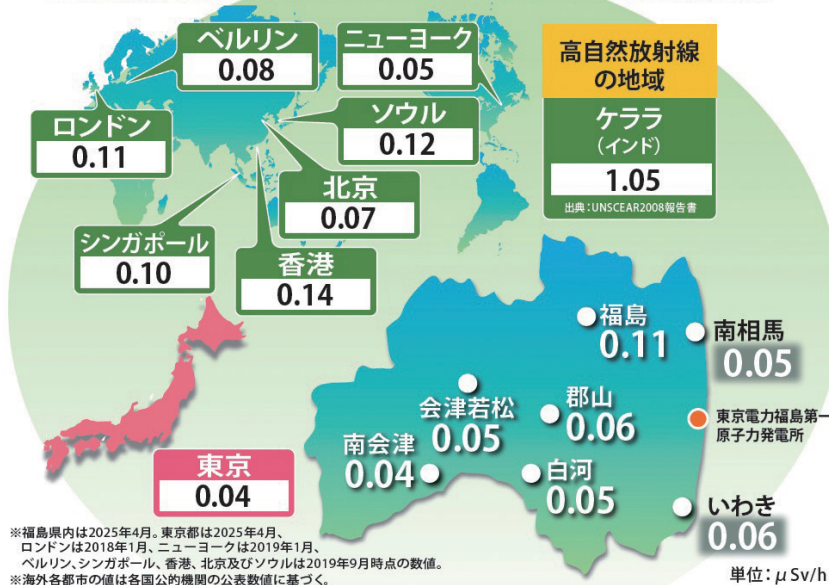 ベルリン
0.08
ニューヨーク
0.05
高自然放射線
の地域
ケララ
(インド)
1.05
出典:UNSCEAR2008報告書
ロンドン
0.11
ソウル
0.12
北京
0.07
シンガポール
0.10
香港
0.14
福島
0.11
南相馬
0.05
会津若松
0.05
郡山
0.06
東京電力福島第一
原子力発電所
南会津
0.04
白河
0.05
いわき
0.06
東京
0.04
※福島県内は2025年4月。東京都は2025年4月、
ロンドンは2018年1月、ニューヨークは2019年1月、
ベルリン、シンガポール、香港、北京及びソウルは2019年9月時点の数値。
※海外各都市の値は各国公的機関の公表数値に基づく。
単位:μSv/h